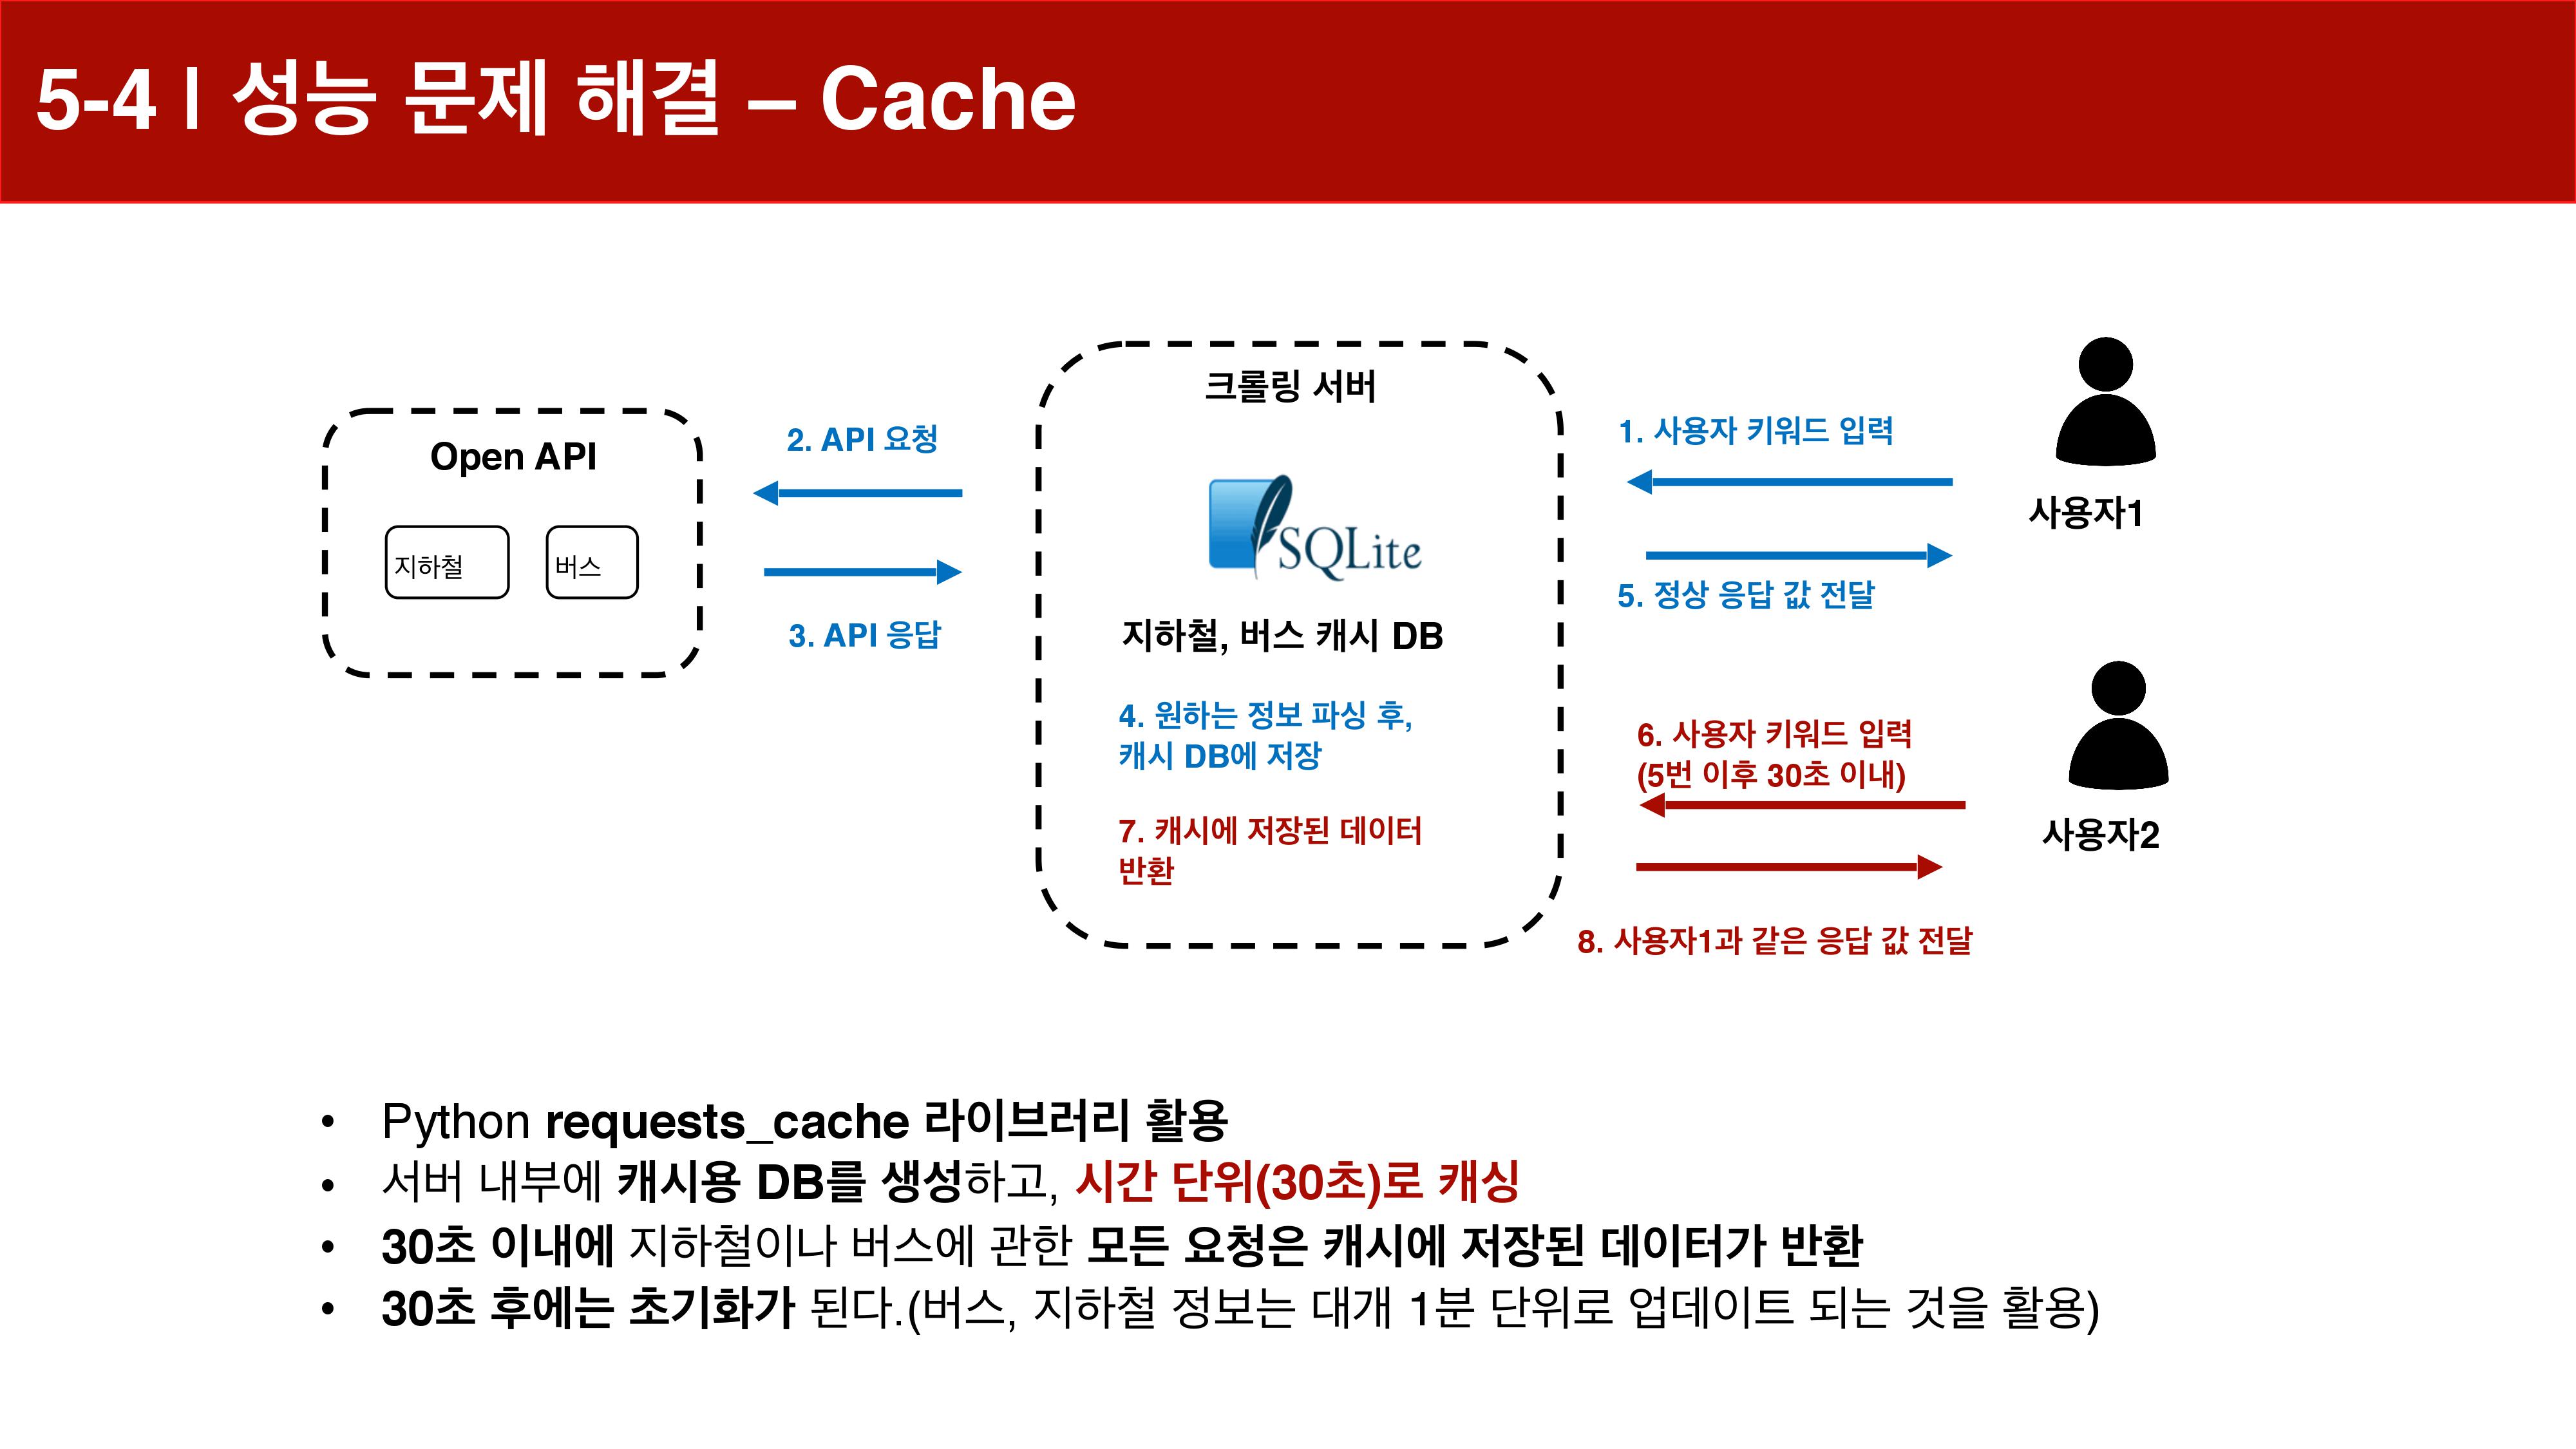 5-4 | 성능 문제 해결 – Cache
Open API
지하철
버스
2. API 요청
3. API 응답
크롤링 서버
SQLite
지하철, 버스 캐시 DB
4. 원하는 정보 파싱 후,
캐시 DB에 저장
7. 캐시에 저장된 데이터
반환
1. 사용자 키워드 입력
5. 정상 응답 값 전달
사용자1
6. 사용자 키워드 입력
(5번 이후 30초 이내)
8. 사용자1과 같은 응답 값 전달
사용자2
• Python requests_cache 라이브러리 활용
• 서버 내부에 캐시용 DB를 생성하고, 시간 단위(30초)로 캐싱
• 30초 이내에 지하철이나 버스에 관한 모든 요청은 캐시에 저장된 데이터가 반환
• 30초 후에는 초기화가 된다.(버스, 지하철 정보는 대개 1분 단위로 업데이트 되는 것을 활용)